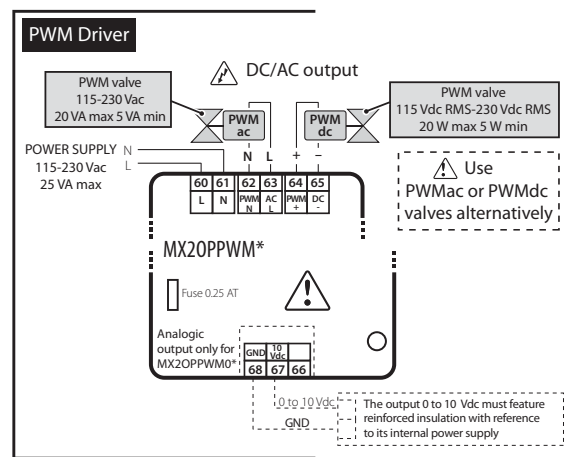 PWM Driver
DC/AC output
PWM valve
115-230 Vac
20 VA max 5 VA min
PWM
ac
PWM
dc
PWM valve
115 Vdc RMS-230 Vdc RMS
20 W max 5 W min
POWER SUPPLY N
115-230 Vac L
25 VA max
N L + –
Use
PWMac or PWMdc
valves alternatively
60 61 62 63 64 65
L N PWM N AC L PWM + DC -
MX2OPPWM*
Fuse 0.25 AT
Analogic
output only for
MX2OPPWM0*
GND 10 Vdc
68 67 66
0 to 10 Vdc
GND
The output 0 to 10 Vdc must feature
reinforced insulation with reference
to its internal power supply